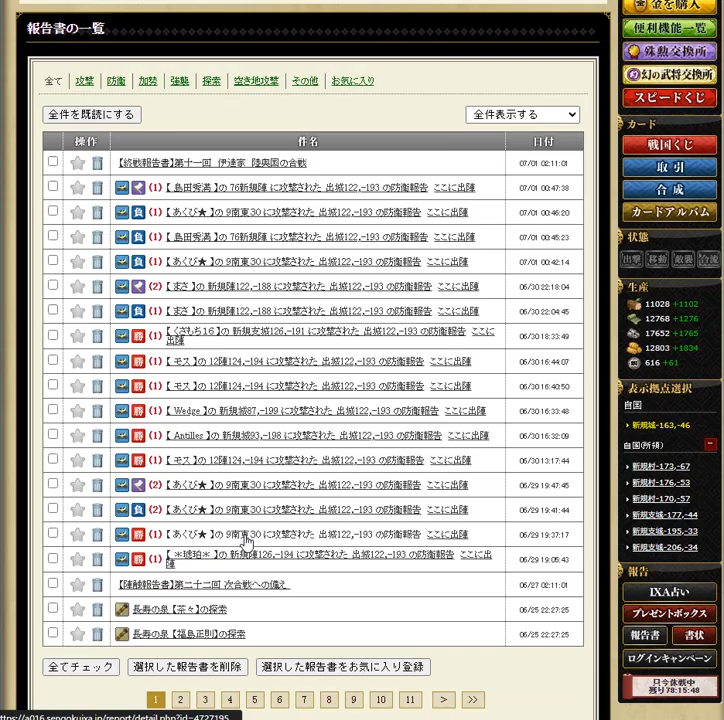 報告書の一覧
全て 攻撃 防衛 加勢 強襲 探索 空き地攻撃 その他 お気に入り
全件を既読にする 全件表示する
操作 件名 日付
【終戦報告書】第十一回 伊達家 陸奥国の合戦 07/01 02:11:01
(1) 【 島田秀満 】の 76新規陣 に攻撃された 出城122,-193 の防衛報告 ここに出陣 07/01 00:47:38
負 (1) 【 あくび★ 】の 9南東30 に攻撃された 出城122,-193 の防衛報告 ここに出陣 07/01 00:46:20
負 (1) 【 島田秀満 】の 76新規陣 に攻撃された 出城122,-193 の防衛報告 ここに出陣 07/01 00:45:23
負 (1) 【 あくび★ 】の 9南東30 に攻撃された 出城122,-193 の防衛報告 ここに出陣 07/01 00:42:14
(2) 【 まさ 】の 新規陣122,-188 に攻撃された 出城122,-193 の防衛報告 ここに出陣 06/30 22:18:04
負 (1) 【 まさ 】の 新規陣122,-188 に攻撃された 出城122,-193 の防衛報告 ここに出陣 06/30 22:04:45
勝 (1) 【 くさもち16 】の 新規支城126,-191 に攻撃された 出城122,-193 の防衛報告 ここに
出陣 06/30 18:33:49
勝 (1) 【 モス 】の 12陣124,-194 に攻撃された 出城122,-193 の防衛報告 ここに出陣 06/30 16:44:07
勝 (1) 【 モス 】の 12陣124,-194 に攻撃された 出城122,-193 の防衛報告 ここに出陣 06/30 16:40:50
勝 (1) 【 Wedge 】の 新規城87,-199 に攻撃された 出城122,-193 の防衛報告 ここに出陣 06/30 16:33:48
勝 (1) 【 Antilles 】の 新規城93,-198 に攻撃された 出城122,-193 の防衛報告 ここに出陣 06/30 16:32:09
勝 (1) 【 モス 】の 12陣124,-194 に攻撃された 出城122,-193 の防衛報告 ここに出陣 06/30 13:17:44
(2) 【 あくび★ 】の 9南東30 に攻撃された 出城122,-193 の防衛報告 ここに出陣 06/29 19:47:45
負 (2) 【 あくび★ 】の 9南東30 に攻撃された 出城122,-193 の防衛報告 ここに出陣 06/29 19:41:44
勝 (1) 【 あくび★ 】の 9南東30 に攻撃された 出城122,-193 の防衛報告 ここに出陣 06/29 19:37:17
勝 (1) 【 *琥珀* 】の 新規陣126,-194 に攻撃された 出城122,-193 の防衛報告 ここに出
陣 06/29 19:05:43
【陣触報告書】第二十二回 次合戦への備え 06/27 02:11:01
長寿の泉 【茶々】の探索 06/25 22:27:25
長寿の泉 【福島正則】の探索 06/25 22:27:25
全てチェック 選択した報告書を削除 選択した報告書をお気に入り登録
1 2 3 4 5 6 7 8 9 10 11 > >>
ttps://a016.sengokuixa.jp/report/detail.php?id=4727195
金を購入
便利機能一覧
殊勲交換所
幻の武将交換所
スピードくじ
カード
戦国くじ
取引
合成
カードアルバム
状態
出撃 移動 敵襲 合流
生産
11028 +1102
12768 +1276
17652 +1765
12803 +1834
616 +61
表示拠点選択
自国
新規城-163,-46
自国(所領)
新規村-173,-67
新規村-176,-53
新規村-170,-57
新規支城-177,-44
新規支城-195,-33
新規支城-206,-34
報告
IXA占い
プレゼントボックス
報告書 書状
ログインキャンペーン
只今休戦中
残り78:15:48